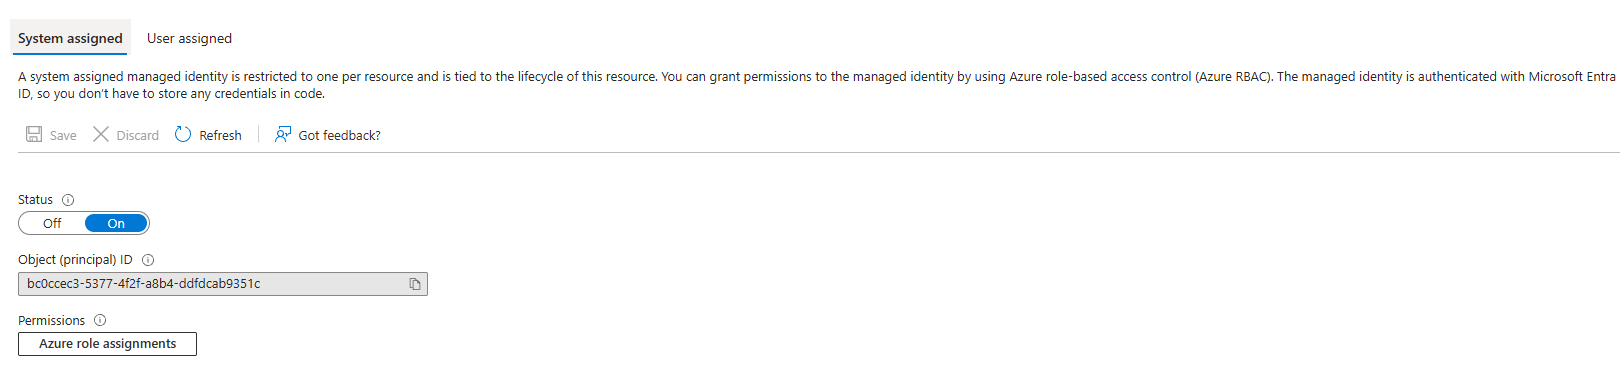 System assigned User assigned
A system assigned managed identity is restricted to one per resource and is tied to the lifecycle of this resource. You can grant permissions to the managed identity by using Azure role-based access control (Azure RBAC). The managed identity is authenticated with Microsoft Entra
ID, so you don’t have to store any credentials in code.
Save Discard Refresh Got feedback?
Status
Off On
Object (principal) ID
bc0ccec3-5377-4f2f-a8b4-ddfdcab9351c
Permissions
Azure role assignments